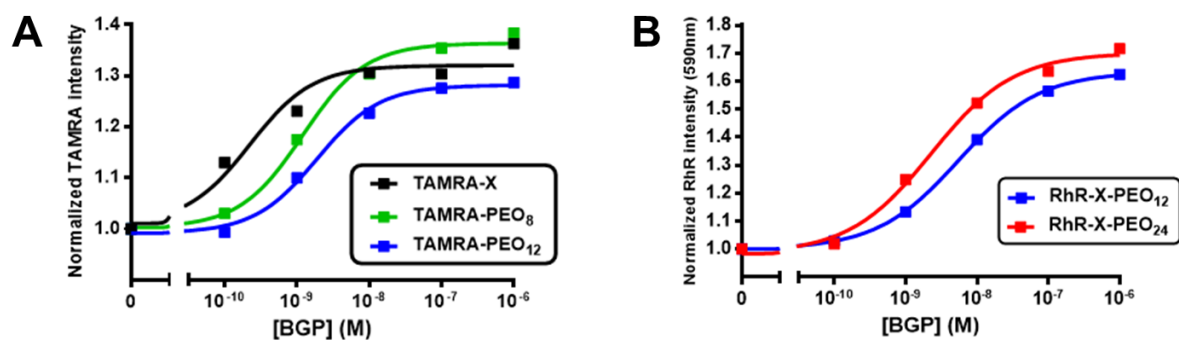 A
Normalized TAMRA Intensity
1.4
1.3
1.2
1.1
1.0
TAMRA-X
TAMRA-PEO₈
TAMRA-PEO₁₂
0
10⁻¹⁰
10⁻⁹
10⁻⁸
10⁻⁷
10⁻⁶
[BGP] (M)
B
Normalized RhR intensity (590nm)
1.8
1.7
1.6
1.5
1.4
1.3
1.2
1.1
1.0
RhR-X-PEO₁₂
RhR-X-PEO₂₄
0
10⁻¹⁰
10⁻⁹
10⁻⁸
10⁻⁷
10⁻⁶
[BGP] (M)